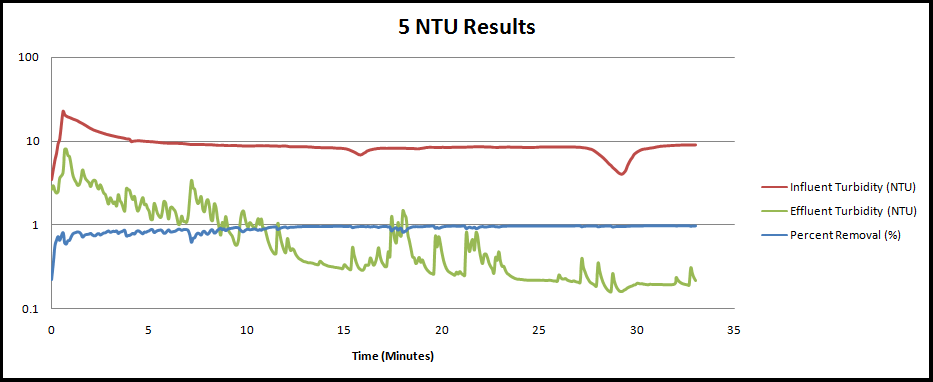 5 NTU Results
100
10
1
0.1
0 5 10 15 20 25 30 35
Time (Minutes)
Influent Turbidity (NTU)
Effluent Turbidity (NTU)
Percent Removal (%)